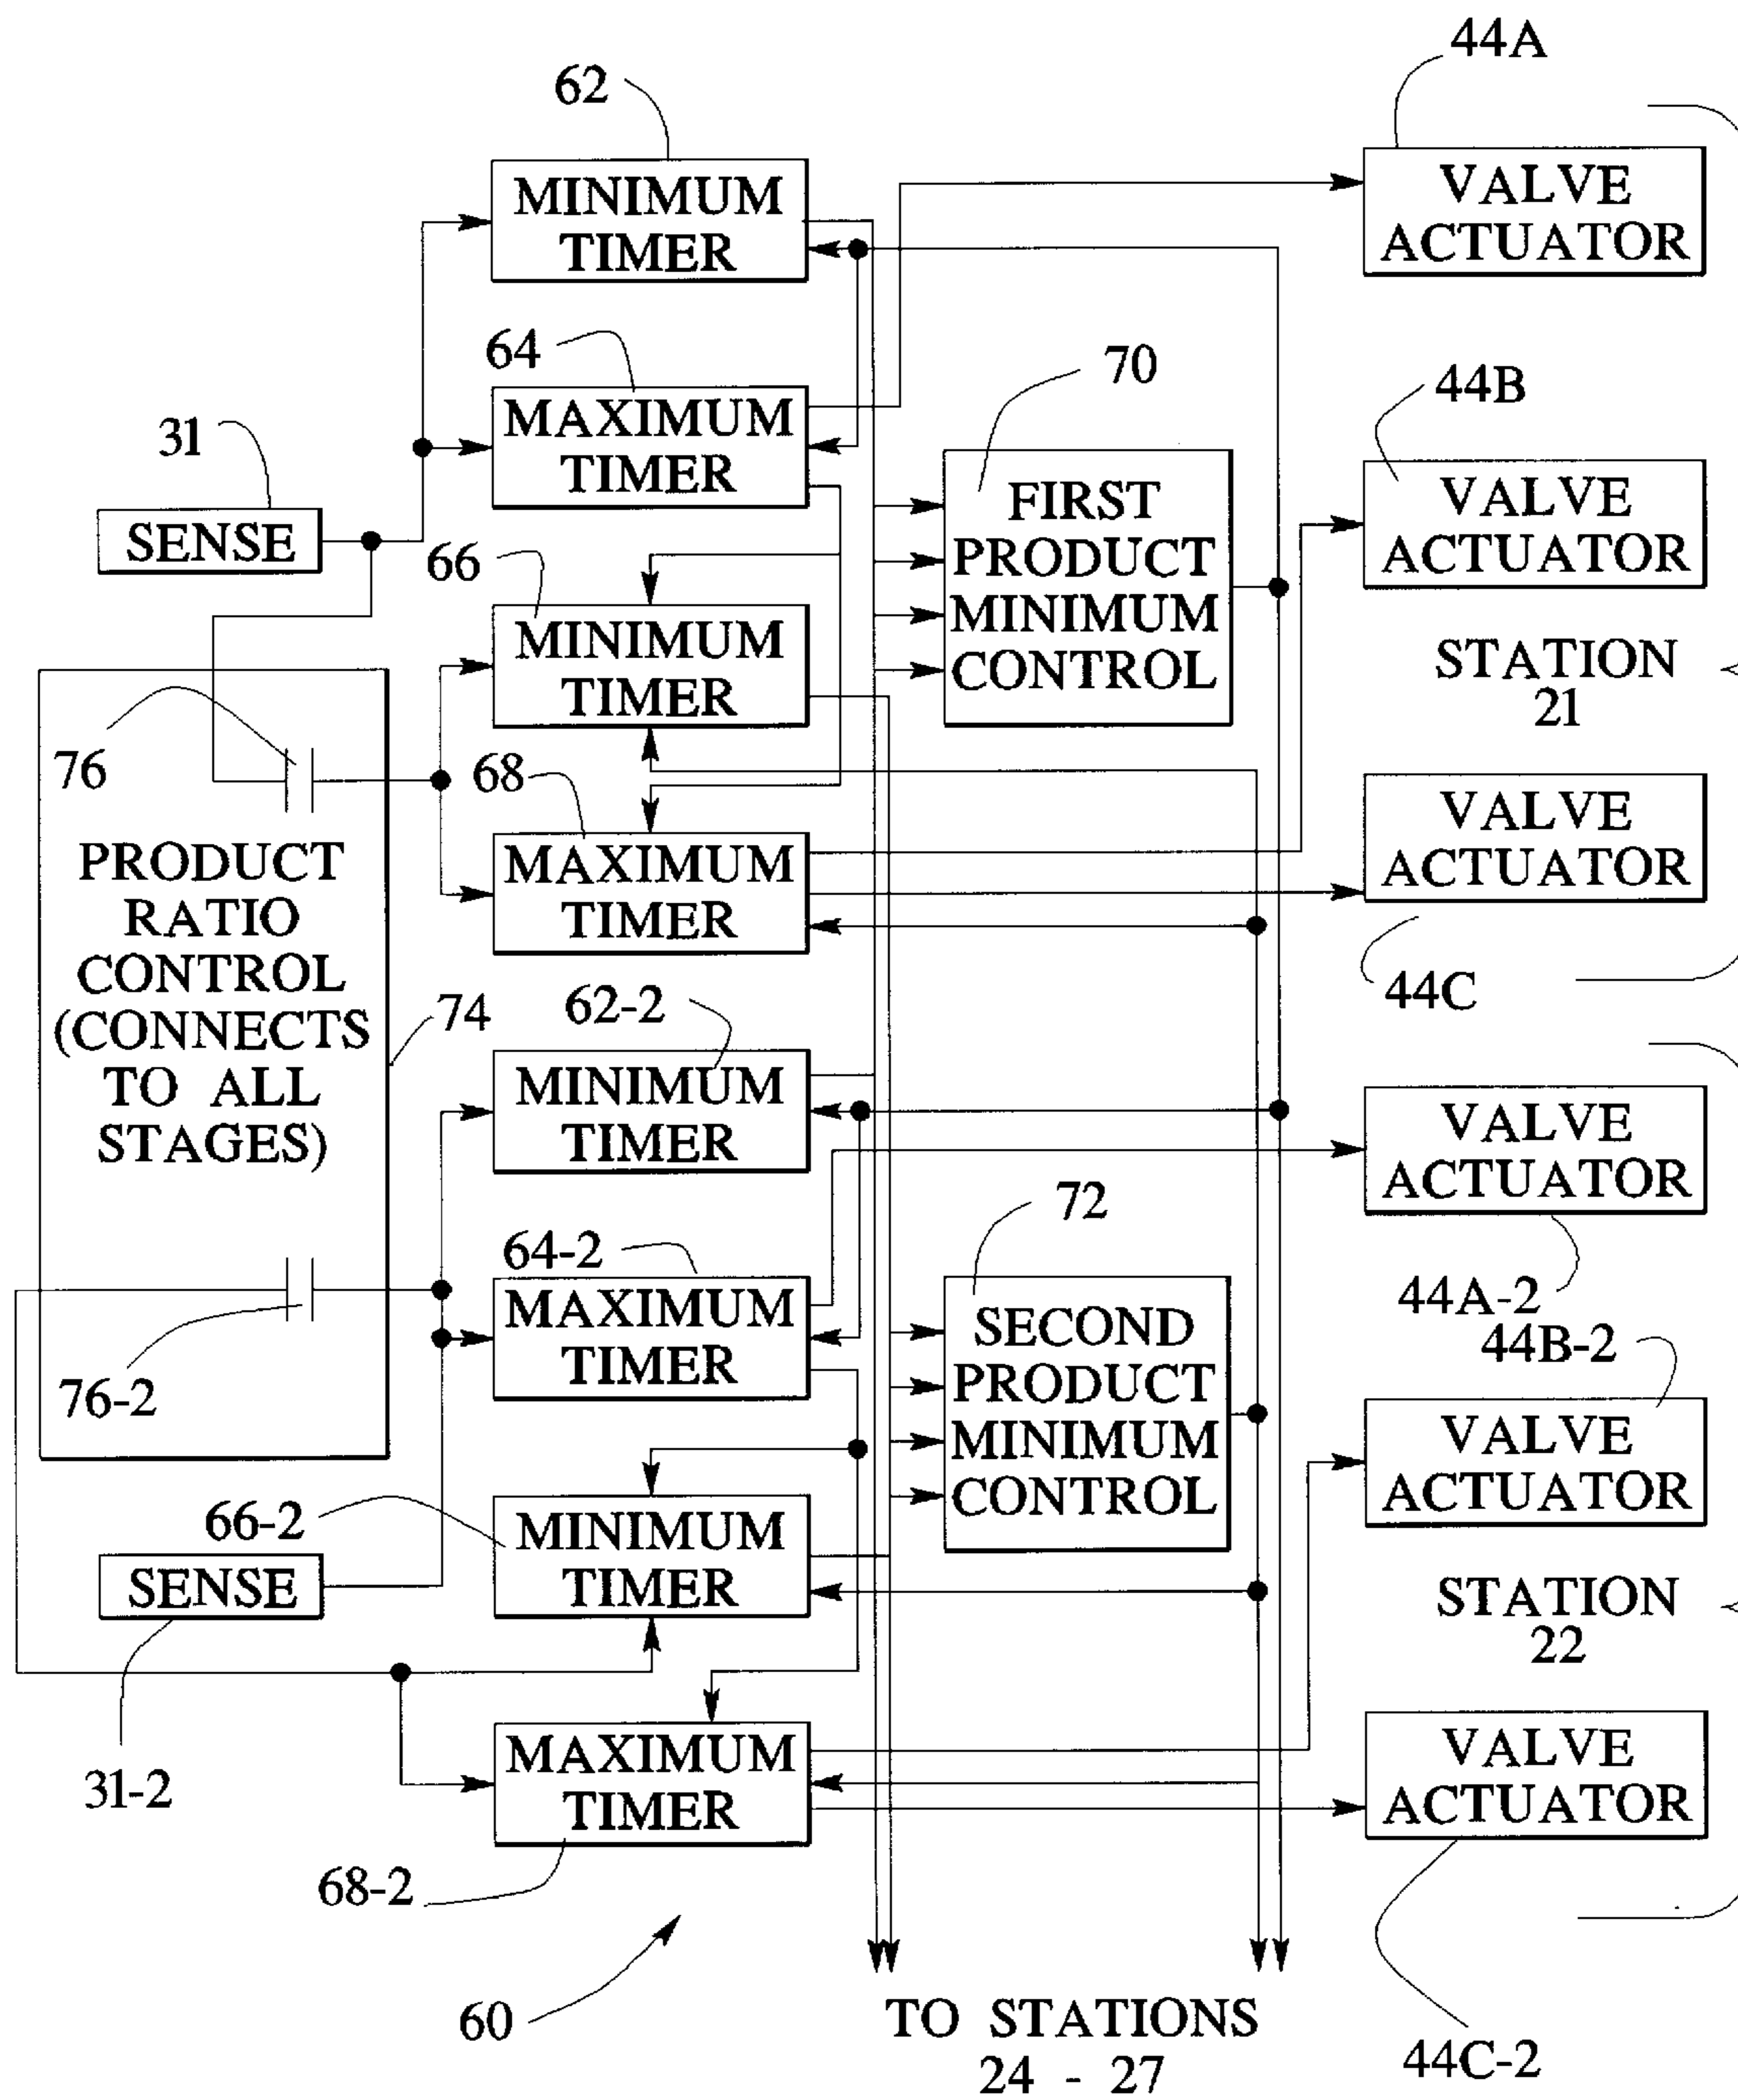 44A
62
MINIMUM
TIMER
VALVE
ACTUATOR
64
MAXIMUM
TIMER
70
44B
31
SENSE
FIRST
PRODUCT
MINIMUM
CONTROL
VALVE
ACTUATOR
66
MINIMUM
TIMER
STATION
21
76
68
MAXIMUM
TIMER
VALVE
ACTUATOR
44C
PRODUCT
RATIO
CONTROL
(CONNECTS
TO ALL
STAGES)
74
62-2
MINIMUM
TIMER
VALVE
ACTUATOR
44A-2
64-2
MAXIMUM
TIMER
72
SECOND
PRODUCT
MINIMUM
CONTROL
44B-2
VALVE
ACTUATOR
76-2
66-2
MINIMUM
TIMER
SENSE
31-2
STATION
22
MAXIMUM
TIMER
68-2
VALVE
ACTUATOR
44C-2
60
TO STATIONS
24 - 27